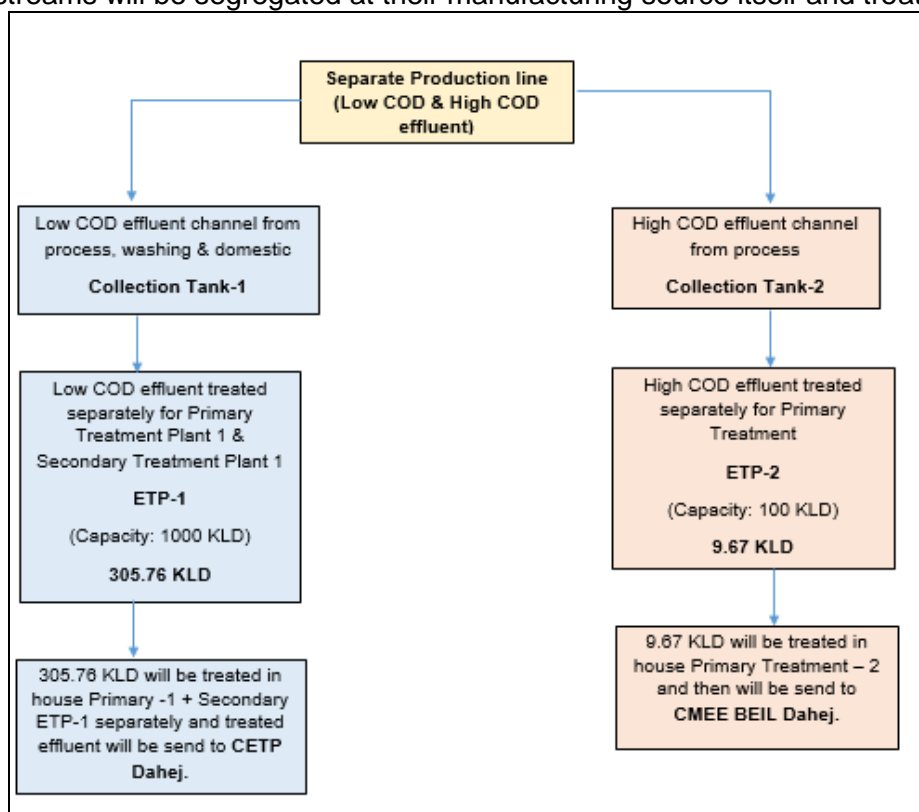 streams will be segregated at their manufacturing source itself and treat
Separate Production line
(Low COD & High COD
effluent)
Low COD effluent channel from
process, washing & domestic
Collection Tank-1
High COD effluent channel
from process
Collection Tank-2
Low COD effluent treated
separately for Primary
Treatment Plant 1 &
Secondary Treatment Plant 1
ETP-1
(Capacity: 1000 KLD)
305.76 KLD
High COD effluent treated
separately for Primary
Treatment
ETP-2
(Capacity: 100 KLD)
9.67 KLD
305.76 KLD will be treated in
house Primary -1 + Secondary
ETP-1 separately and treated
effluent will be send to CETP
Dahej.
9.67 KLD will be treated in
house Primary Treatment – 2
and then will be send to
CMEE BEIL Dahej.